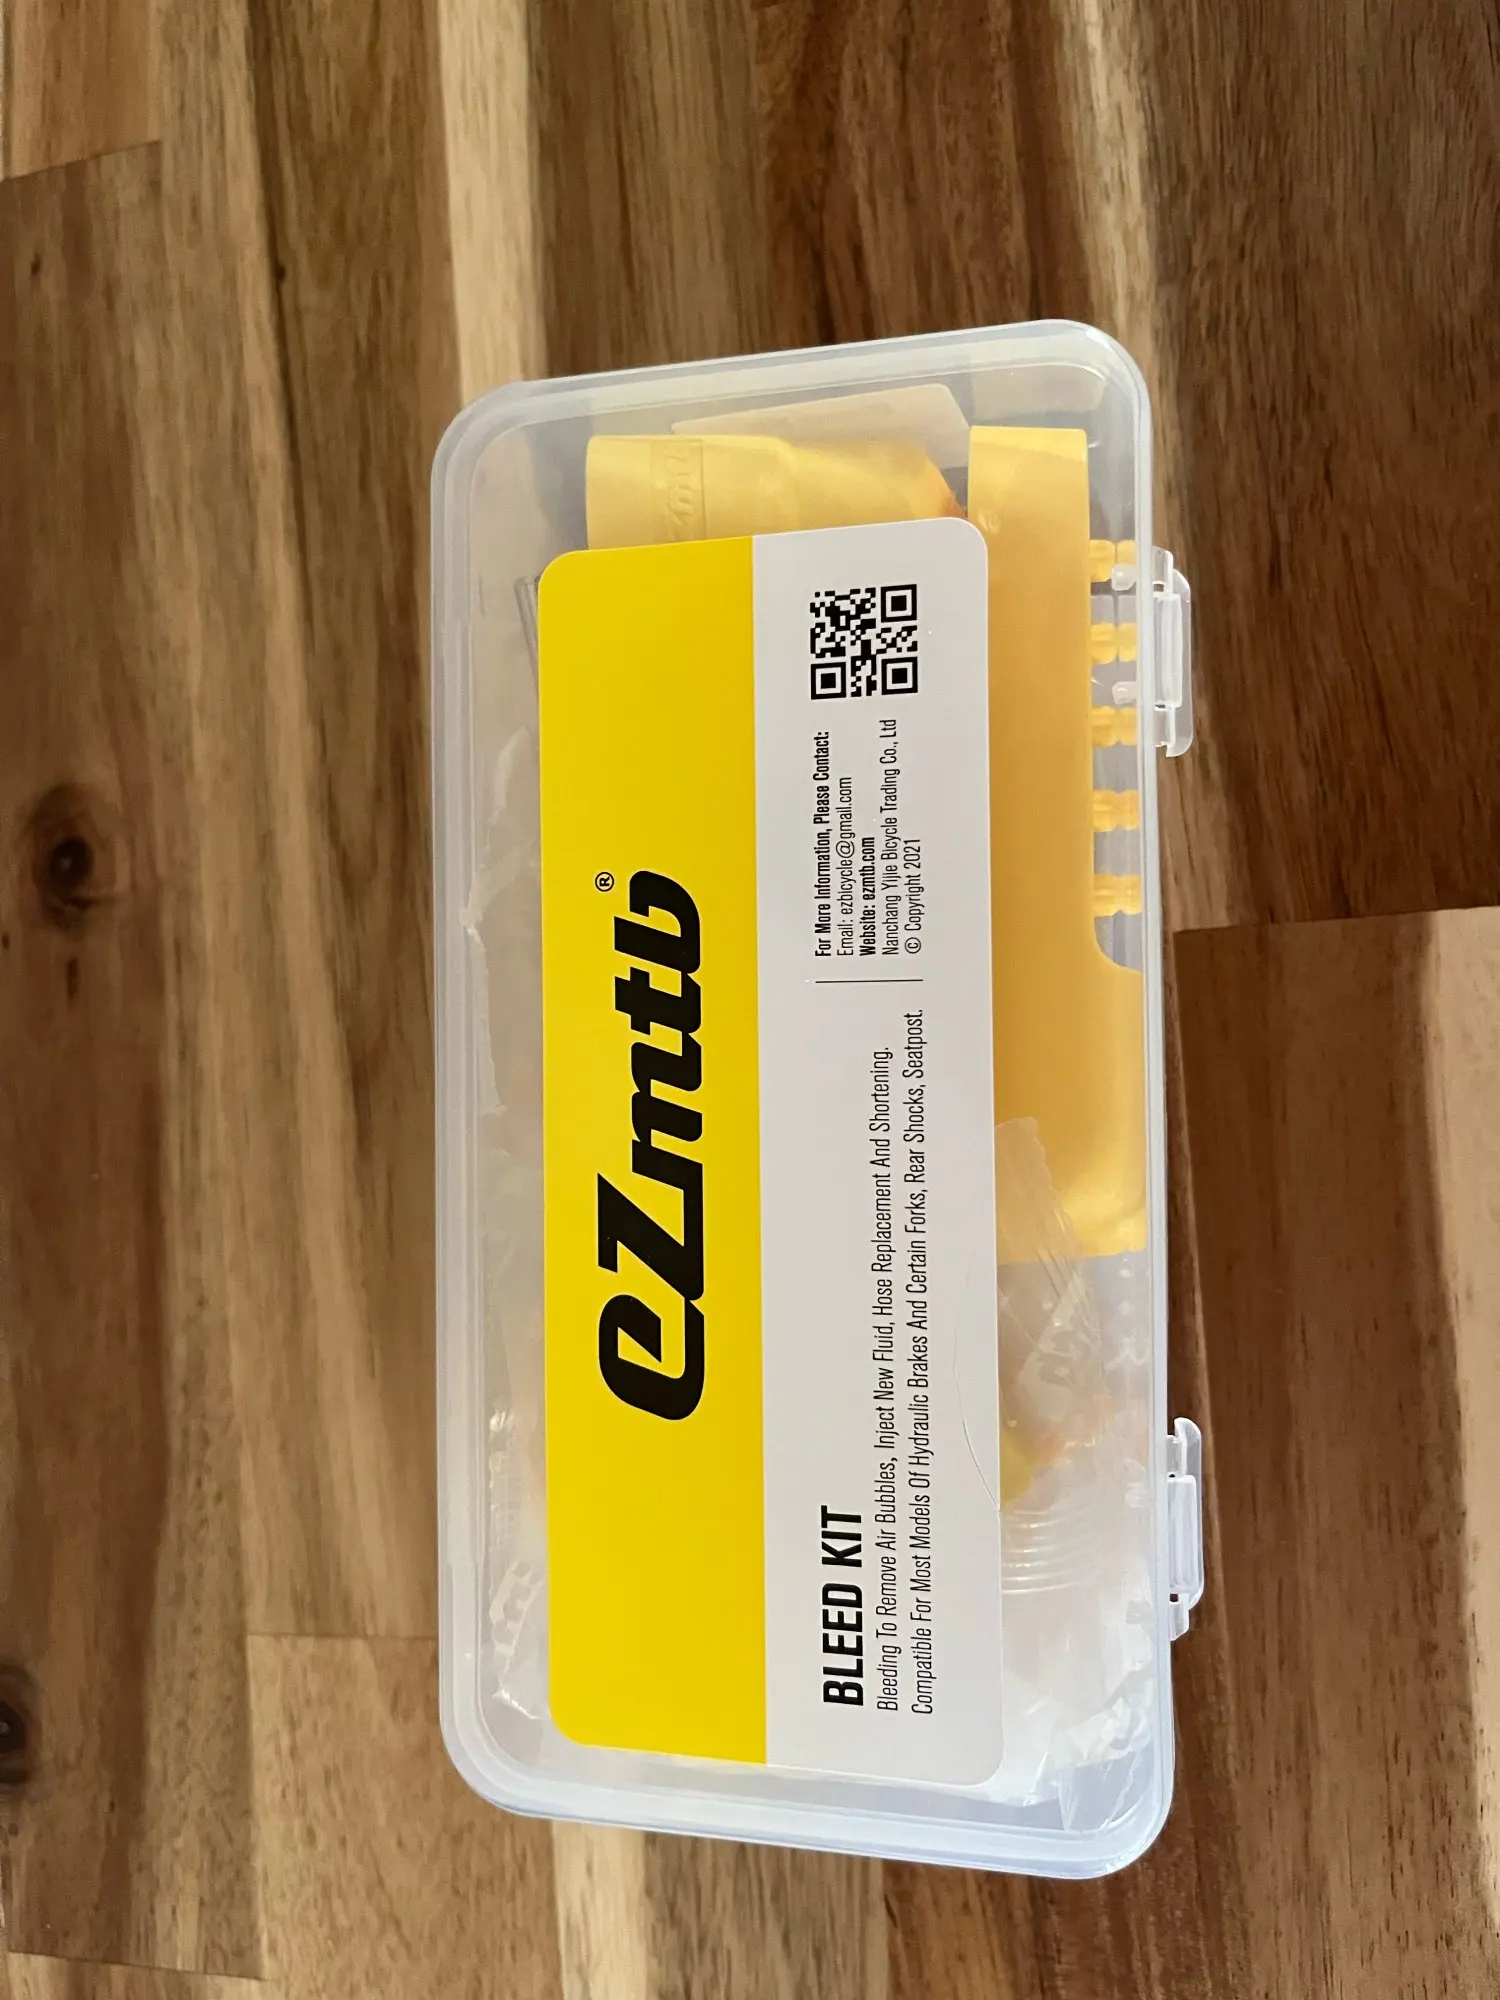 eZmtb®
BLEED KIT
Bleeding To Remove Air Bubbles, Inject New Fluid, Hose Replacement And Shortening.
Compatible For Most Models Of Hydraulic Brakes And Certain Forks, Rear Shocks, Seatpost.
For More Information, Please Contact:
Email: ezbicycle@gmail.com
Website: ezmtb.com
Nanchang Yijie Bicycle Trading Co., Ltd
© Copyright 2021